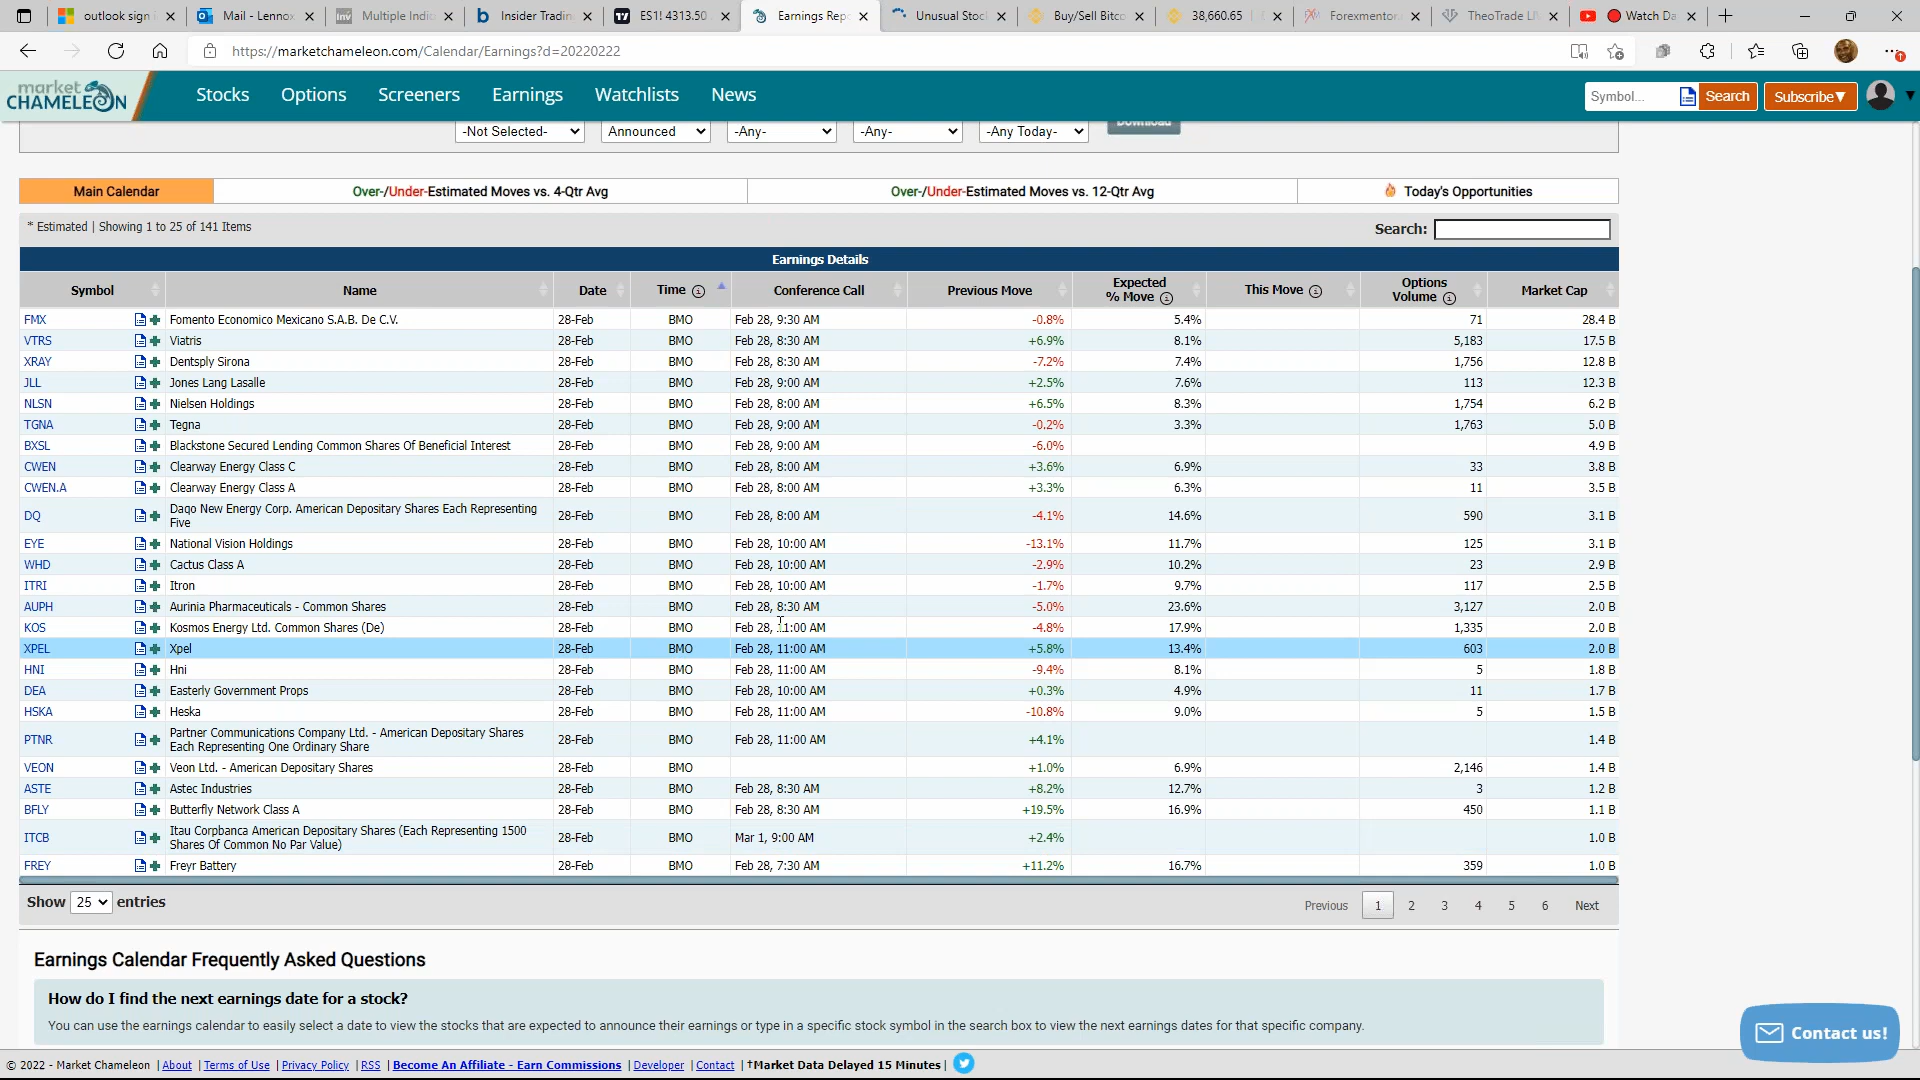 outlook sign i
Mail - Lennox
Multiple Indic
Insider Tradin
ES1! 4313.50
Earnings Rep
Unusual Stoc
Buy/Sell Bitco
38,660.65
Forexmentor.
TheoTrade LI
Watch Da
https://marketchameleon.com/Calendar/Earnings?d=20220222
market CHAMELEON
Stocks Options Screeners Earnings Watchlists News
Symbol... Search Subscribe▼
-Not Selected- Announced -Any- -Any- -Any Today- Download
Main Calendar Over-/Under-Estimated Moves vs. 4-Qtr Avg Over-/Under-Estimated Moves vs. 12-Qtr Avg Today's Opportunities
* Estimated | Showing 1 to 25 of 141 Items Search:
Earnings Details
Symbol Name Date Time Conference Call Previous Move Expected % Move This Move Options Volume Market Cap
FMX Fomento Economico Mexicano S.A.B. De C.V. 28-Feb BMO Feb 28, 9:30 AM -0.8% 5.4% 71 28.4 B
VTRS Viatris 28-Feb BMO Feb 28, 8:30 AM +6.9% 8.1% 5,183 17.5 B
XRAY Dentsply Sirona 28-Feb BMO Feb 28, 8:30 AM -7.2% 7.4% 1,756 12.8 B
JLL Jones Lang Lasalle 28-Feb BMO Feb 28, 9:00 AM +2.5% 7.6% 113 12.3 B
NLSN Nielsen Holdings 28-Feb BMO Feb 28, 8:00 AM +6.5% 8.3% 1,754 6.2 B
TGNA Tegna 28-Feb BMO Feb 28, 9:00 AM -0.2% 3.3% 1,763 5.0 B
BXSL Blackstone Secured Lending Common Shares Of Beneficial Interest 28-Feb BMO Feb 28, 9:00 AM -6.0% 4.9 B
CWEN Clearway Energy Class C 28-Feb BMO Feb 28, 8:00 AM +3.6% 6.9% 33 3.8 B
CWEN.A Clearway Energy Class A 28-Feb BMO Feb 28, 8:00 AM +3.3% 6.3% 11 3.5 B
DQ Daqo New Energy Corp. American Depositary Shares Each Representing Five 28-Feb BMO Feb 28, 8:00 AM -4.1% 14.6% 590 3.1 B
EYE National Vision Holdings 28-Feb BMO Feb 28, 10:00 AM -13.1% 11.7% 125 3.1 B
WHD Cactus Class A 28-Feb BMO Feb 28, 10:00 AM -2.9% 10.2% 23 2.9 B
ITRI Itron 28-Feb BMO Feb 28, 10:00 AM -1.7% 9.7% 117 2.5 B
AUPH Aurinia Pharmaceuticals - Common Shares 28-Feb BMO Feb 28, 8:30 AM -5.0% 23.6% 3,127 2.0 B
KOS Kosmos Energy Ltd. Common Shares (De) 28-Feb BMO Feb 28, 11:00 AM -4.8% 17.9% 1,335 2.0 B
XPEL Xpel 28-Feb BMO Feb 28, 11:00 AM +5.8% 13.4% 603 2.0 B
HNI Hni 28-Feb BMO Feb 28, 11:00 AM -9.4% 8.1% 5 1.8 B
DEA Easterly Government Props 28-Feb BMO Feb 28, 10:00 AM +0.3% 4.9% 11 1.7 B
HSKA Heska 28-Feb BMO Feb 28, 11:00 AM -10.8% 9.0% 5 1.5 B
PTNR Partner Communications Company Ltd. - American Depositary Shares Each Representing One Ordinary Share 28-Feb BMO Feb 28, 11:00 AM +4.1% 1.4 B
VEON Veon Ltd. - American Depositary Shares 28-Feb BMO +1.0% 6.9% 2,146 1.4 B
ASTE Astec Industries 28-Feb BMO Feb 28, 8:30 AM +8.2% 12.7% 3 1.2 B
BFLY Butterfly Network Class A 28-Feb BMO Feb 28, 8:30 AM +19.5% 16.9% 450 1.1 B
ITCB Itau Corpbanca American Depositary Shares (Each Representing 1500 Shares Of Common No Par Value) 28-Feb BMO Mar 1, 9:00 AM +2.4% 1.0 B
FREY Freyr Battery 28-Feb BMO Feb 28, 7:30 AM +11.2% 16.7% 359 1.0 B
Show 25 entries Previous 1 2 3 4 5 6 Next
Earnings Calendar Frequently Asked Questions
How do I find the next earnings date for a stock?
You can use the earnings calendar to easily select a date to view the stocks that are expected to announce their earnings or type in a specific stock symbol in the search box to view the next earnings dates for that specific company.
Contact us!
© 2022 - Market Chameleon | About | Terms of Use | Privacy Policy | RSS | Become An Affiliate - Earn Commissions | Developer | Contact | †Market Data Delayed 15 Minutes |